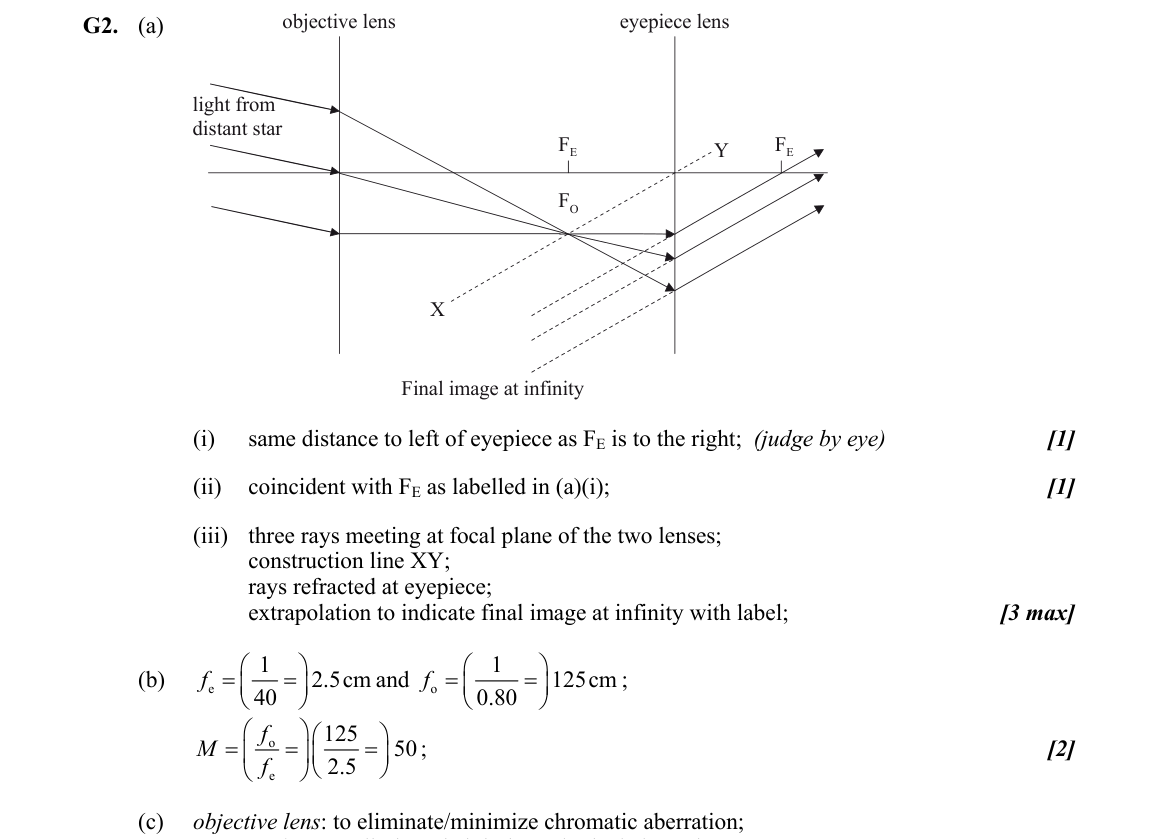 G2. (a)
objective lens
eyepiece lens
light from
distant star
F_E
Y
F_E
F_O
X
Final image at infinity
(i) same distance to left of eyepiece as F_E is to the right; (judge by eye) [1]
(ii) coincident with F_E as labelled in (a)(i); [1]
(iii) three rays meeting at focal plane of the two lenses;
construction line XY;
rays refracted at eyepiece;
extrapolation to indicate final image at infinity with label; [3 max]
(b) f_e = (1/40 =) 2.5 cm and f_o = (1/0.80 =) 125 cm ;
M = (f_o/f_e =)(125/2.5 =) 50 ; [2]
(c) objective lens: to eliminate/minimize chromatic aberration;